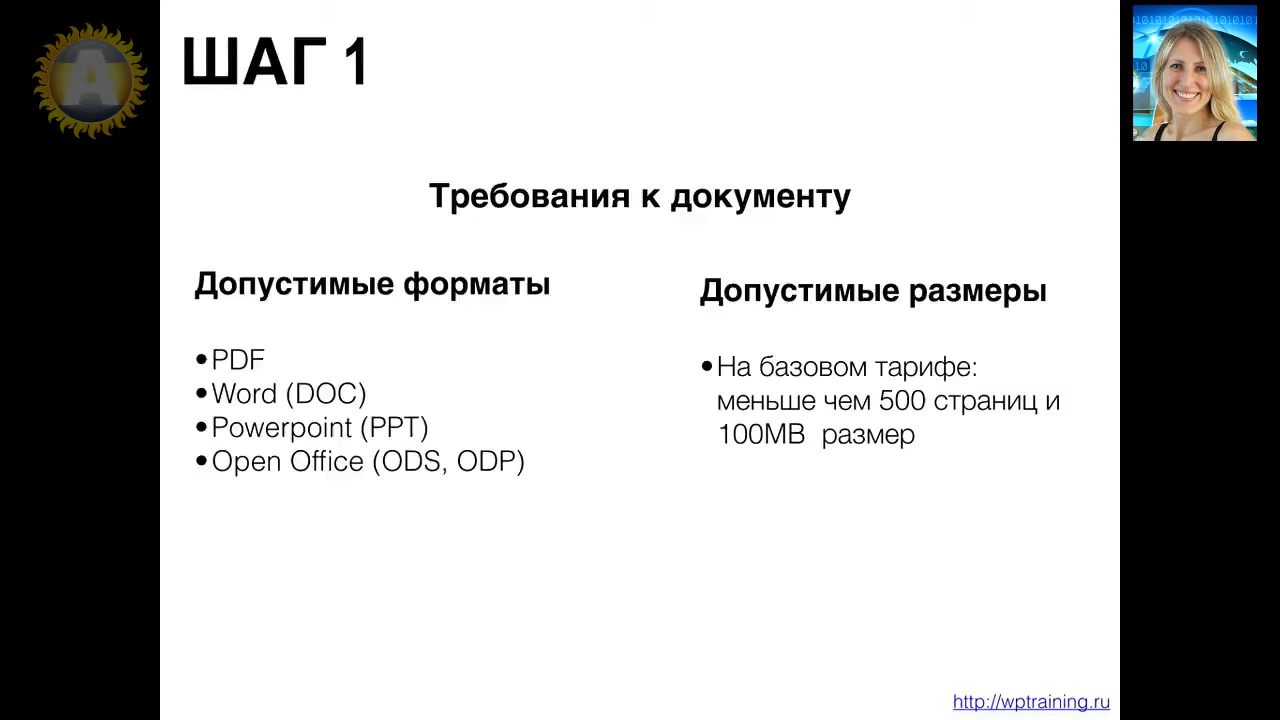 ШАГ 1
Требования к документу
Допустимые форматы
•PDF
•Word (DOC)
•Powerpoint (PPT)
•Open Office (ODS, ODP)
Допустимые размеры
•На базовом тарифе:
меньше чем 500 страниц и
100MB размер
http://wptraining.ru
A